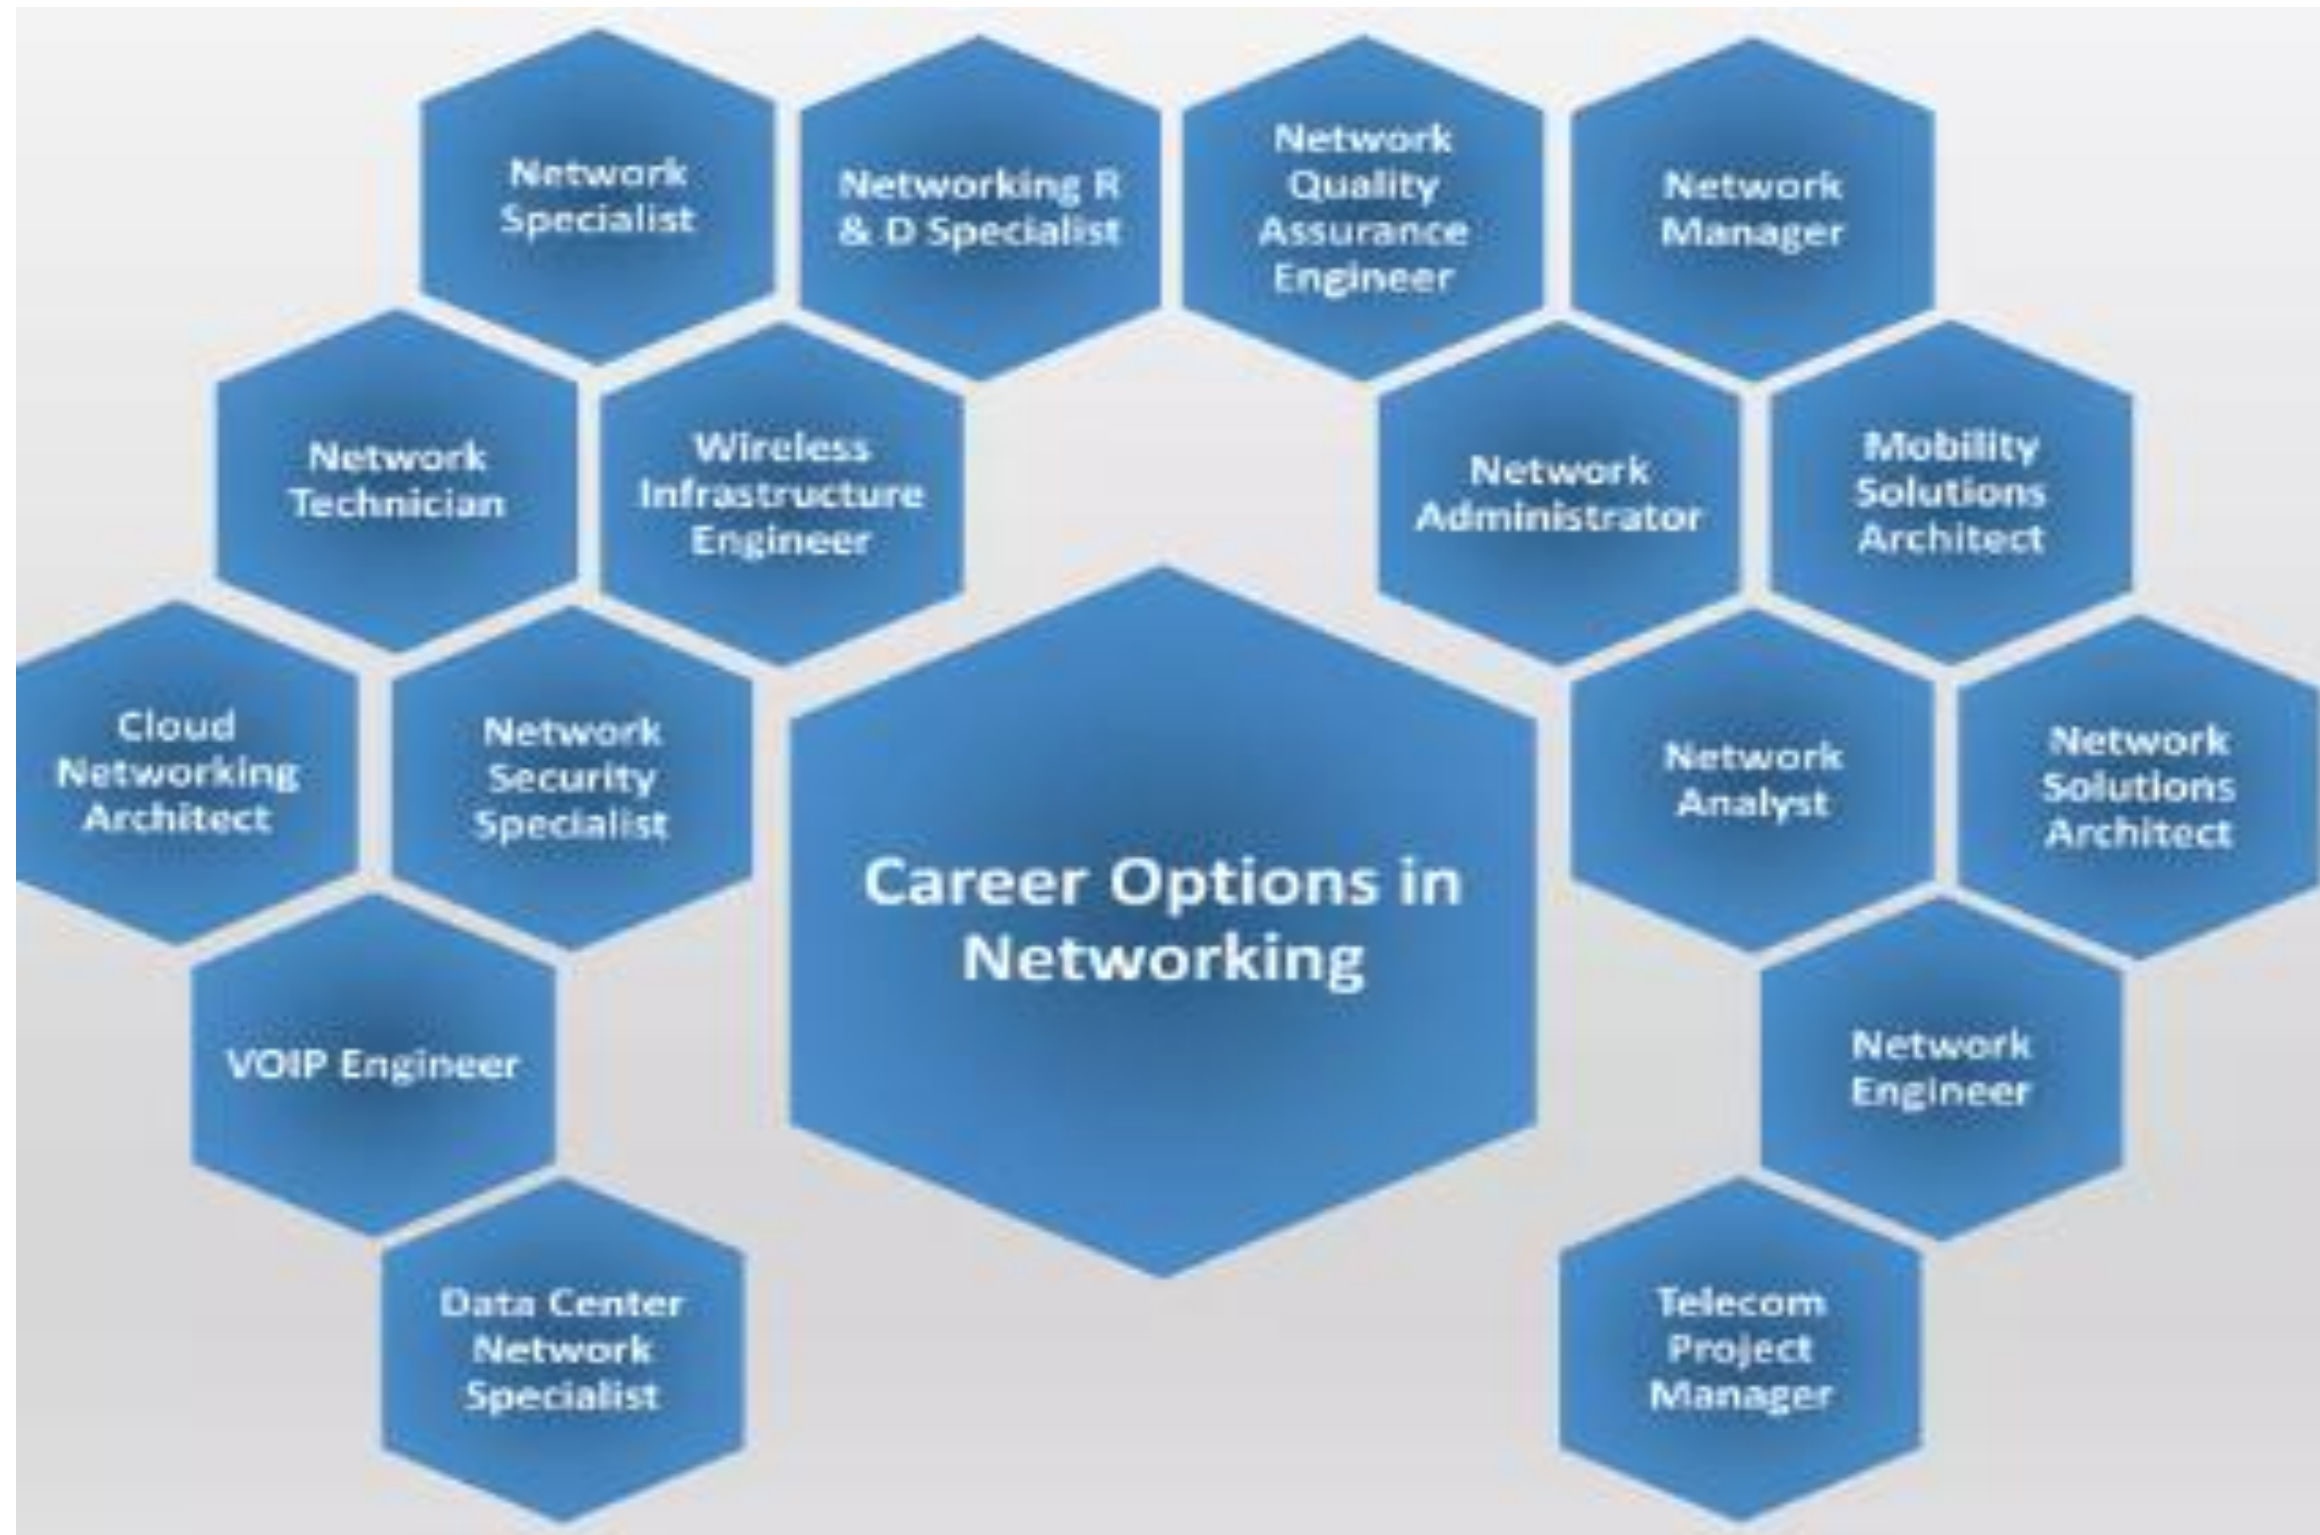 Network
Specialist
Networking R
& D Specialist
Network
Quality
Assurance
Engineer
Network
Manager
Network
Technician
Wireless
Infrastructure
Engineer
Network
Administrator
Mobility
Solutions
Architect
Cloud
Networking
Architect
Network
Security
Specialist
Career Options in
Networking
Network
Analyst
Network
Solutions
Architect
VOIP Engineer
Network
Engineer
Data Center
Network
Specialist
Telecom
Project
Manager